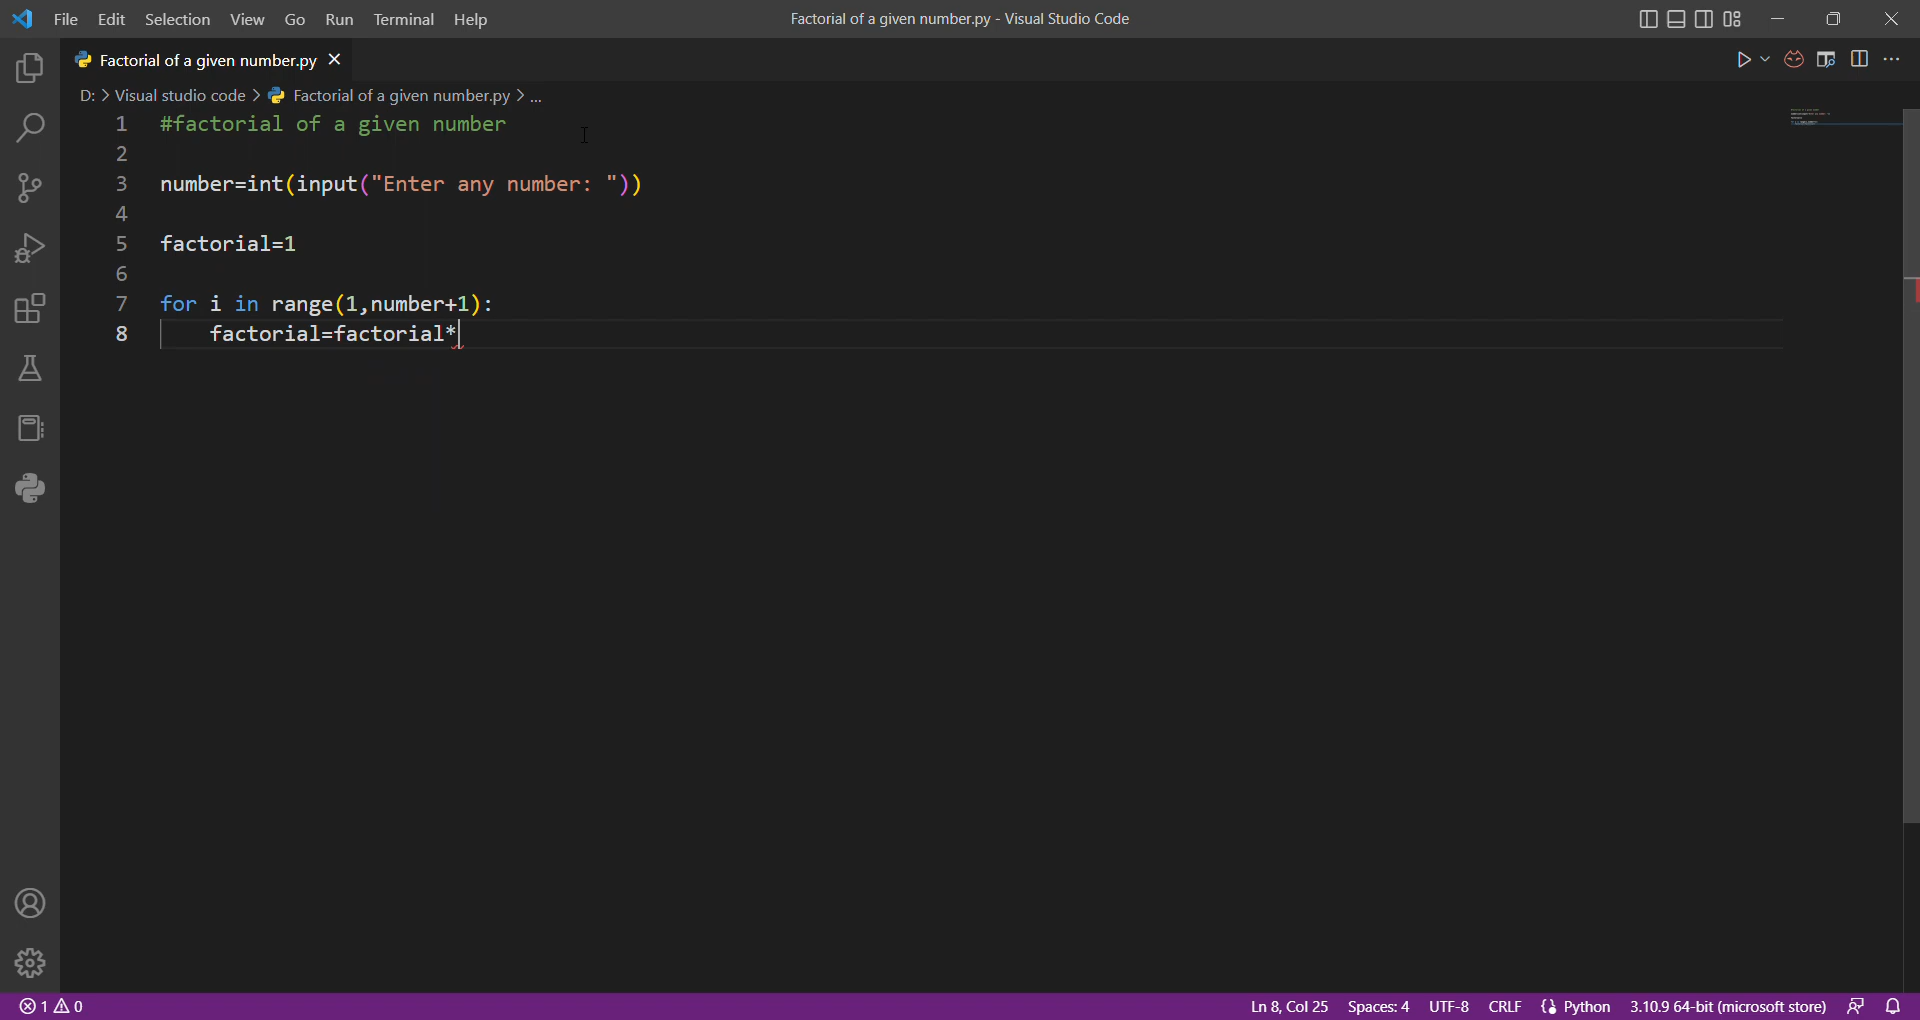 File Edit Selection View Go Run Terminal Help Factorial of a given number.py - Visual Studio Code
Factorial of a given number.py
D: > Visual studio code > Factorial of a given number.py > ...
1 #factorial of a given number
2
3 number=int(input("Enter any number: "))
4
5 factorial=1
6
7 for i in range(1,number+1):
8     factorial=factorial*
1 0 Ln 8, Col 25 Spaces: 4 UTF-8 CRLF Python 3.10.9 64-bit (microsoft store)